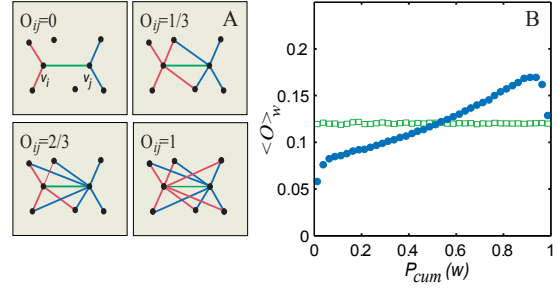 O_ij=0
O_ij=1/3
A
v_i
v_j
O_ij=2/3
O_ij=1
B
0.2
0.15
0.1
0.05
0
<O>_w
0
0.2
0.4
0.6
0.8
1
P_cum (w)